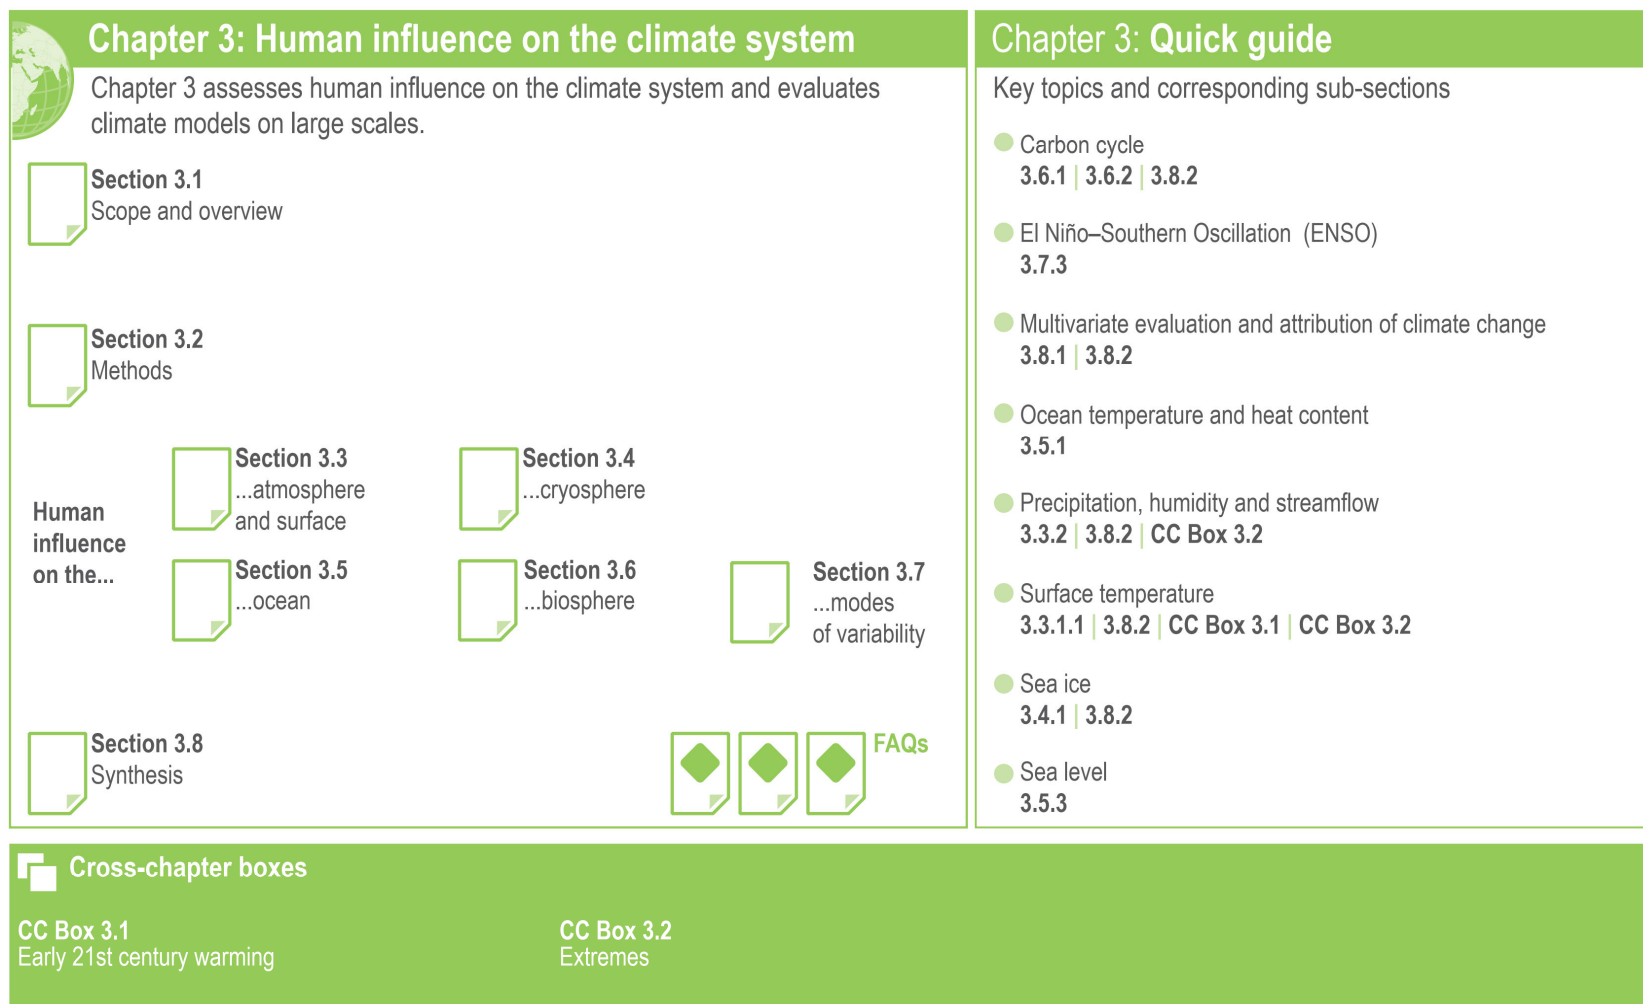 Chapter 3: Human influence on the climate system
Chapter 3 assesses human influence on the climate system and evaluates
climate models on large scales.
Section 3.1
Scope and overview
Section 3.2
Methods
Human
influence
on the...
Section 3.3
...atmosphere
and surface
Section 3.4
...cryosphere
Section 3.5
...ocean
Section 3.6
...biosphere
Section 3.7
...modes
of variability
Section 3.8
Synthesis
FAQs
Chapter 3: Quick guide
Key topics and corresponding sub-sections
Carbon cycle
3.6.1 | 3.6.2 | 3.8.2
El Niño–Southern Oscillation (ENSO)
3.7.3
Multivariate evaluation and attribution of climate change
3.8.1 | 3.8.2
Ocean temperature and heat content
3.5.1
Precipitation, humidity and streamflow
3.3.2 | 3.8.2 | CC Box 3.2
Surface temperature
3.3.1.1 | 3.8.2 | CC Box 3.1 | CC Box 3.2
Sea ice
3.4.1 | 3.8.2
Sea level
3.5.3
Cross-chapter boxes
CC Box 3.1
Early 21st century warming
CC Box 3.2
Extremes